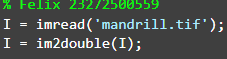 % Felix 23272500559
I = imread('mandrill.tif');
I = im2double(I);